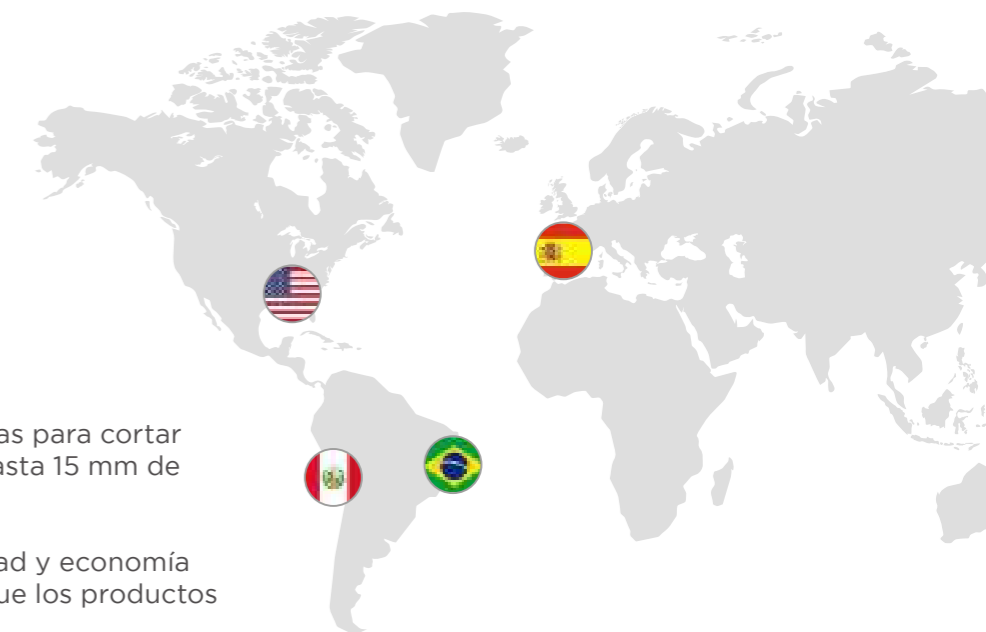 as para cortar
asta 15 mm de
ad y economía
ue los productos